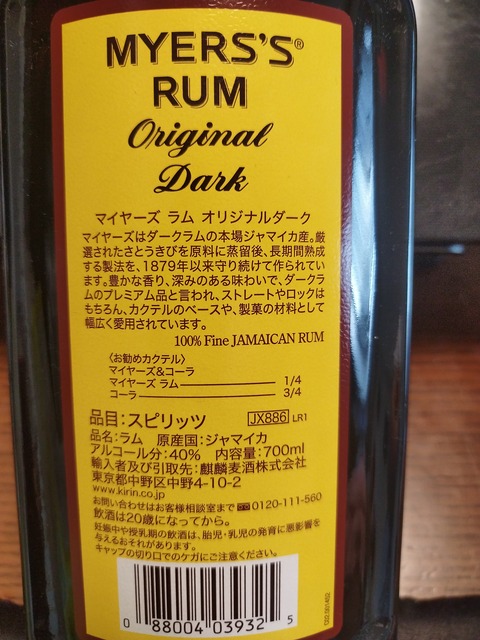 MYERS'S®
RUM
Original
Dark
マイヤーズ ラム オリジナルダーク
マイヤーズはダークラムの本場ジャマイカ産。厳
選されたさとうきびを原料に蒸留後、長期間熟成
する製法を、1879年以来守り続けて作られてい
ます。豊かな香り、深みのある味わいで、ダークラ
ムのプレミアム品と言われ、ストレートやロックは
もちろん、カクテルのベースや、製菓の材料として
幅広く愛用されています。
100% Fine JAMAICAN RUM
〈お勧めカクテル〉
マイヤーズ&コーラ
マイヤーズ ラム 1/4
コーラ 3/4
品目:スピリッツ JX886 LR1
品名:ラム 原産国:ジャマイカ
アルコール分:40% 内容量:700ml
輸入者及び引取先:麒麟麦酒株式会社
東京都中野区中野4-10-2
www.kirin.co.jp
お問い合わせはお客様相談室まで 0120-111-560
飲酒は20歳になってから。
妊娠中や授乳期の飲酒は、胎児・乳児の発育に悪影響を
与えるおそれがあります。
キャップの切り口でのケガにご注意ください。
0 88004 03932 5